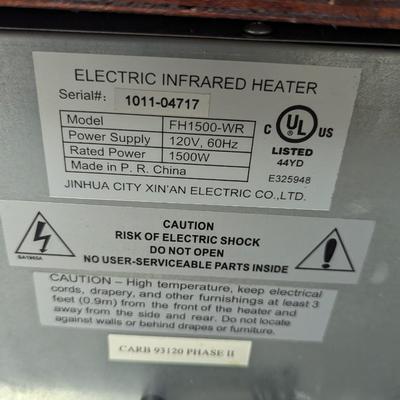 ELECTRIC INFRARED HEATER
Serial#: 1011-04717
Model FH1500-WR
Power Supply 120V, 60Hz
Rated Power 1500W
Made in P. R. China
JINHUA CITY XIN'AN ELECTRIC CO.,LTD.
C UL US
LISTED
44YD
E325948
CAUTION
RISK OF ELECTRIC SHOCK
DO NOT OPEN
NO USER-SERVICEABLE PARTS INSIDE
CAUTION – High temperature, keep electrical
cords, drapery, and other furnishings at least 3
feet (0.9m) from the front of the heater and
away from the side and rear. Do not locate
against walls or behind drapes or furniture.
CARB 93120 PHASE II